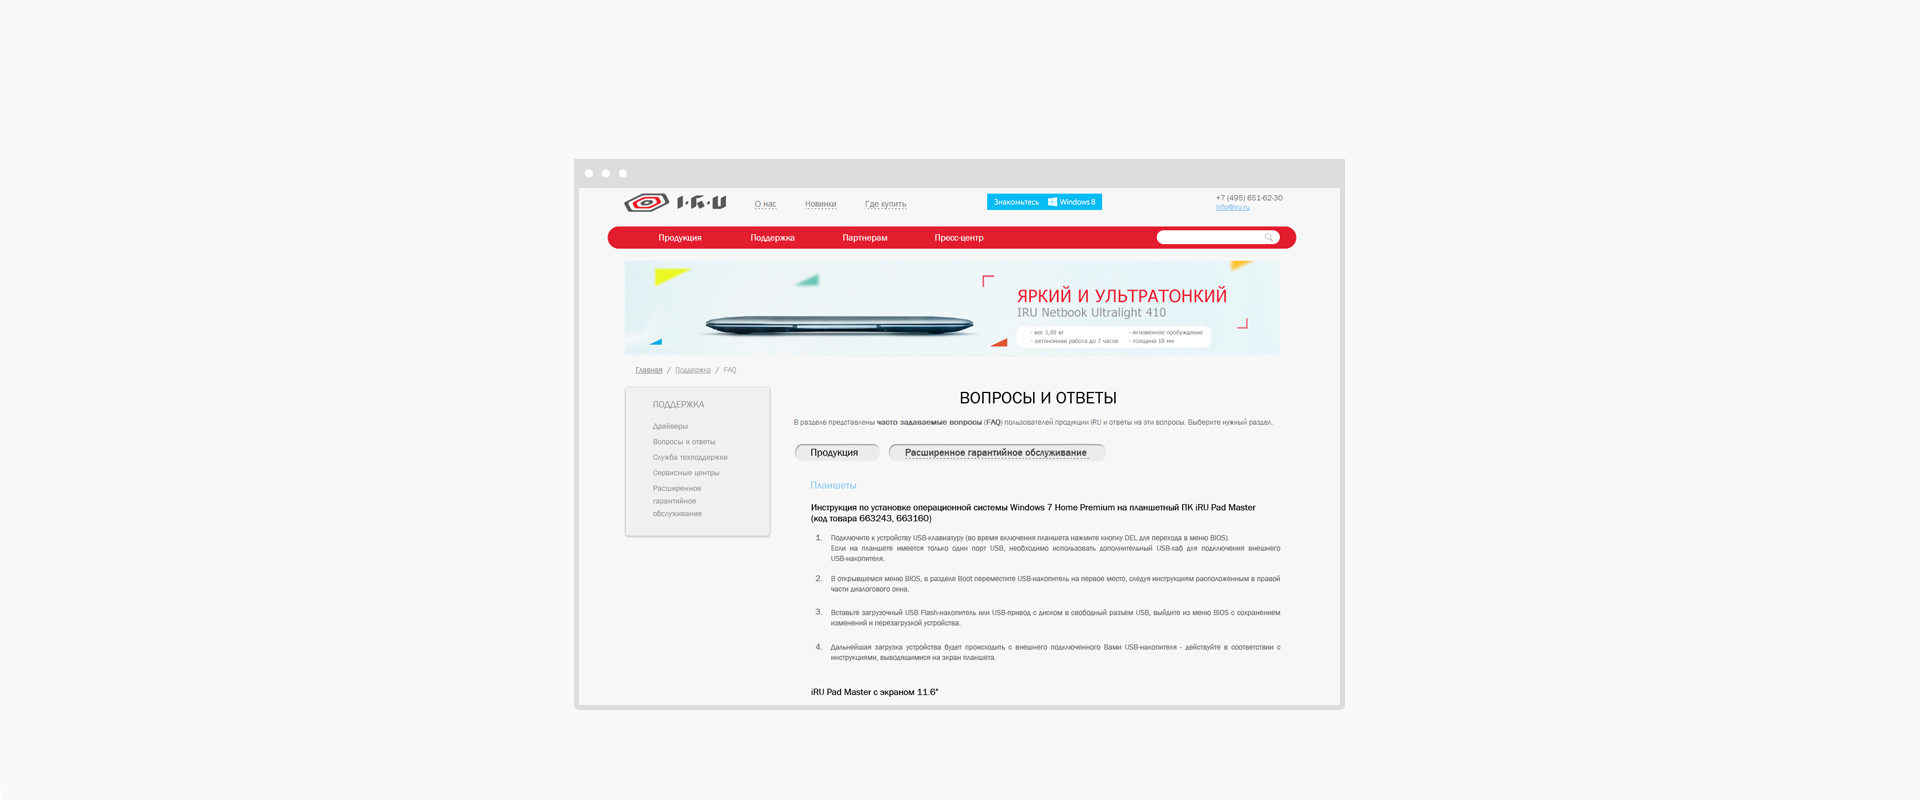 i·R·U
О нас
Новинки
Где купить
Знакомьтесь
Windows 8
+7 (495) 651-62-30
info@iru.ru
Продукция
Поддержка
Партнерам
Пресс-центр
ЯРКИЙ И УЛЬТРАТОНКИЙ
IRU Netbook Ultralight 410
- вес 1,65 кг
- мгновенное пробуждение
- автономная работа до 7 часов
- толщина 18 мм
Главная / Поддержка / FAQ
ПОДДЕРЖКА
Драйверы
Вопросы и ответы
Служба техподдержки
Сервисные центры
Расширенное
гарантийное
обслуживание
ВОПРОСЫ И ОТВЕТЫ
В разделе представлены часто задаваемые вопросы (FAQ) пользователей продукции iRU и ответы на эти вопросы. Выберите нужный раздел.
Продукция
Расширенное гарантийное обслуживание
Планшеты
Инструкция по установке операционной системы Windows 7 Home Premium на планшетный ПК iRU Pad Master
(код товара 663243, 663160)
1. Подключите к устройству USB-клавиатуру (во время включения планшета нажмите кнопку DEL для перехода в меню BIOS).
Если на планшете имеется только один порт USB, необходимо использовать дополнительный USB-хаб для подключения внешнего
USB-накопителя.
2. В открывшемся меню BIOS, в разделе Boot переместите USB-накопитель на первое место, следуя инструкциям расположенным в правой
части диалогового окна.
3. Вставьте загрузочный USB Flash-накопитель или USB-привод с диском в свободный разъем USB, выйдите из меню BIOS с сохранением
изменений и перезагрузкой устройства.
4. Дальнейшая загрузка устройства будет происходить с внешнего подключенного Вами USB-накопителя - действуйте в соответствии с
инструкциями, выводящимися на экран планшета.
iRU Pad Master с экраном 11.6"